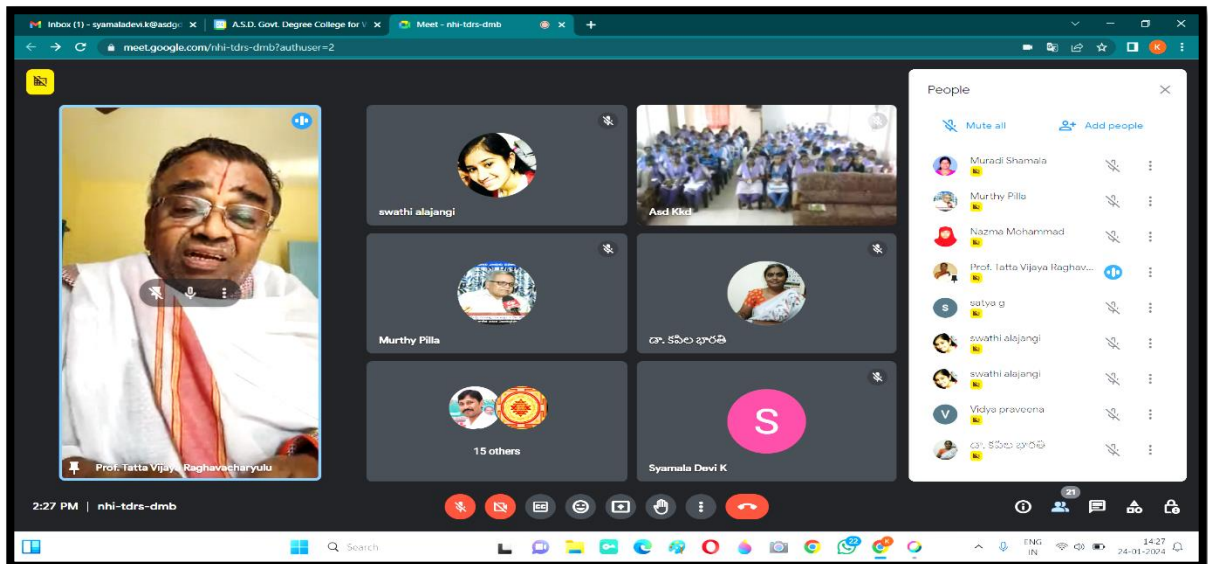 Inbox (1) - syamaladevi.k@asdgc
A.S.D. Govt. Degree College for V
Meet - nhi-tdrs-dmb
meet.google.com/nhi-tdrs-dmb?authuser=2
K
Prof. Tatta Vijaya Raghavacharyulu
swathi alajangi
Asd Kkd
Murthy Pilla
డా. కపిల భారతి
15 others
S
Syamala Devi K
People
Mute all
Add people
Muradi Shamala
Murthy Pilla
Nazma Mohammad
Prof. Tatta Vijaya Raghav...
S
satya g
swathi alajangi
swathi alajangi
V
Vidya praveena
డా. కపిల భారతి
2:27 PM | nhi-tdrs-dmb
21
Search
22
ENG
IN
14:27
24-01-2024